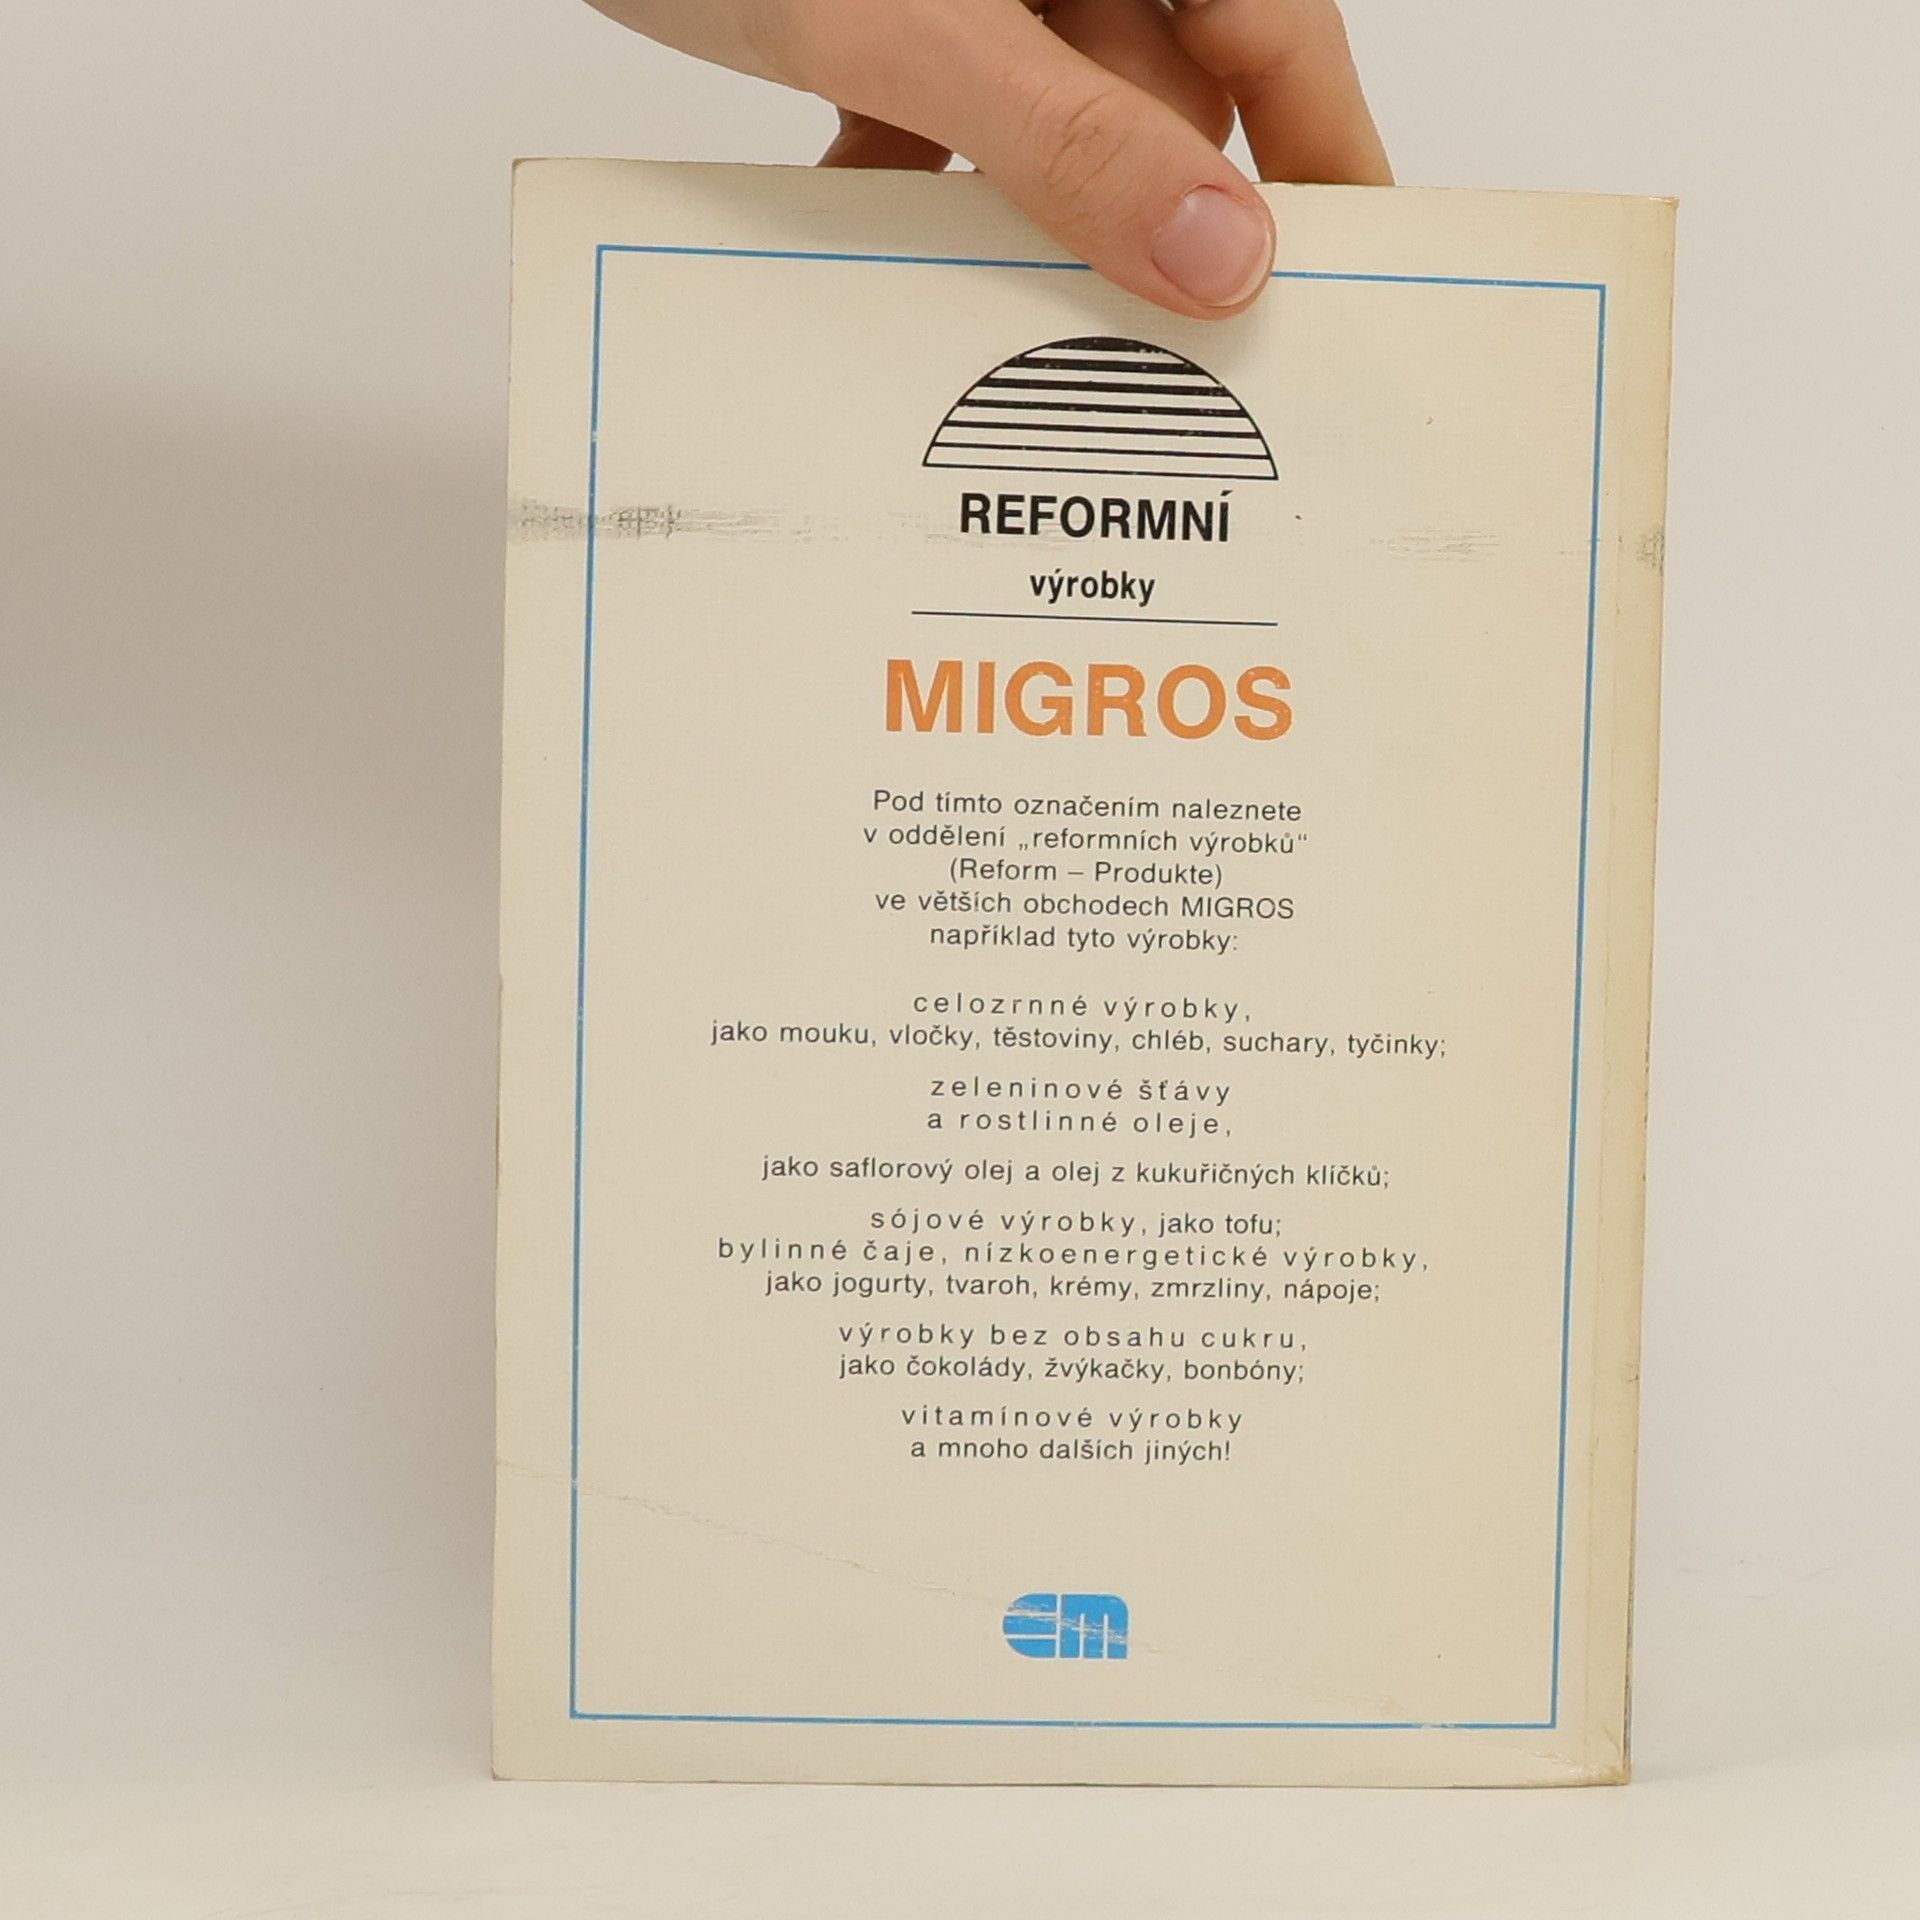 REFORMNÍ
výrobky
MIGROS
Pod tímto označením naleznete
v oddělení „reformních výrobků“
(Reform – Produkte)
ve větších obchodech MIGROS
například tyto výrobky:
celozrnné výrobky,
jako mouku, vločky, těstoviny, chléb, suchary, tyčinky;
zeleninové šťávy
a rostlinné oleje,
jako saflorový olej a olej z kukuřičných klíčků;
sójové výrobky, jako tofu;
bylinné čaje, nízkoenergetické výrobky,
jako jogurty, tvaroh, krémy, zmrzliny, nápoje;
výrobky bez obsahu cukru,
jako čokolády, žvýkačky, bonbóny;
vitamínové výrobky
a mnoho dalších jiných!
cm